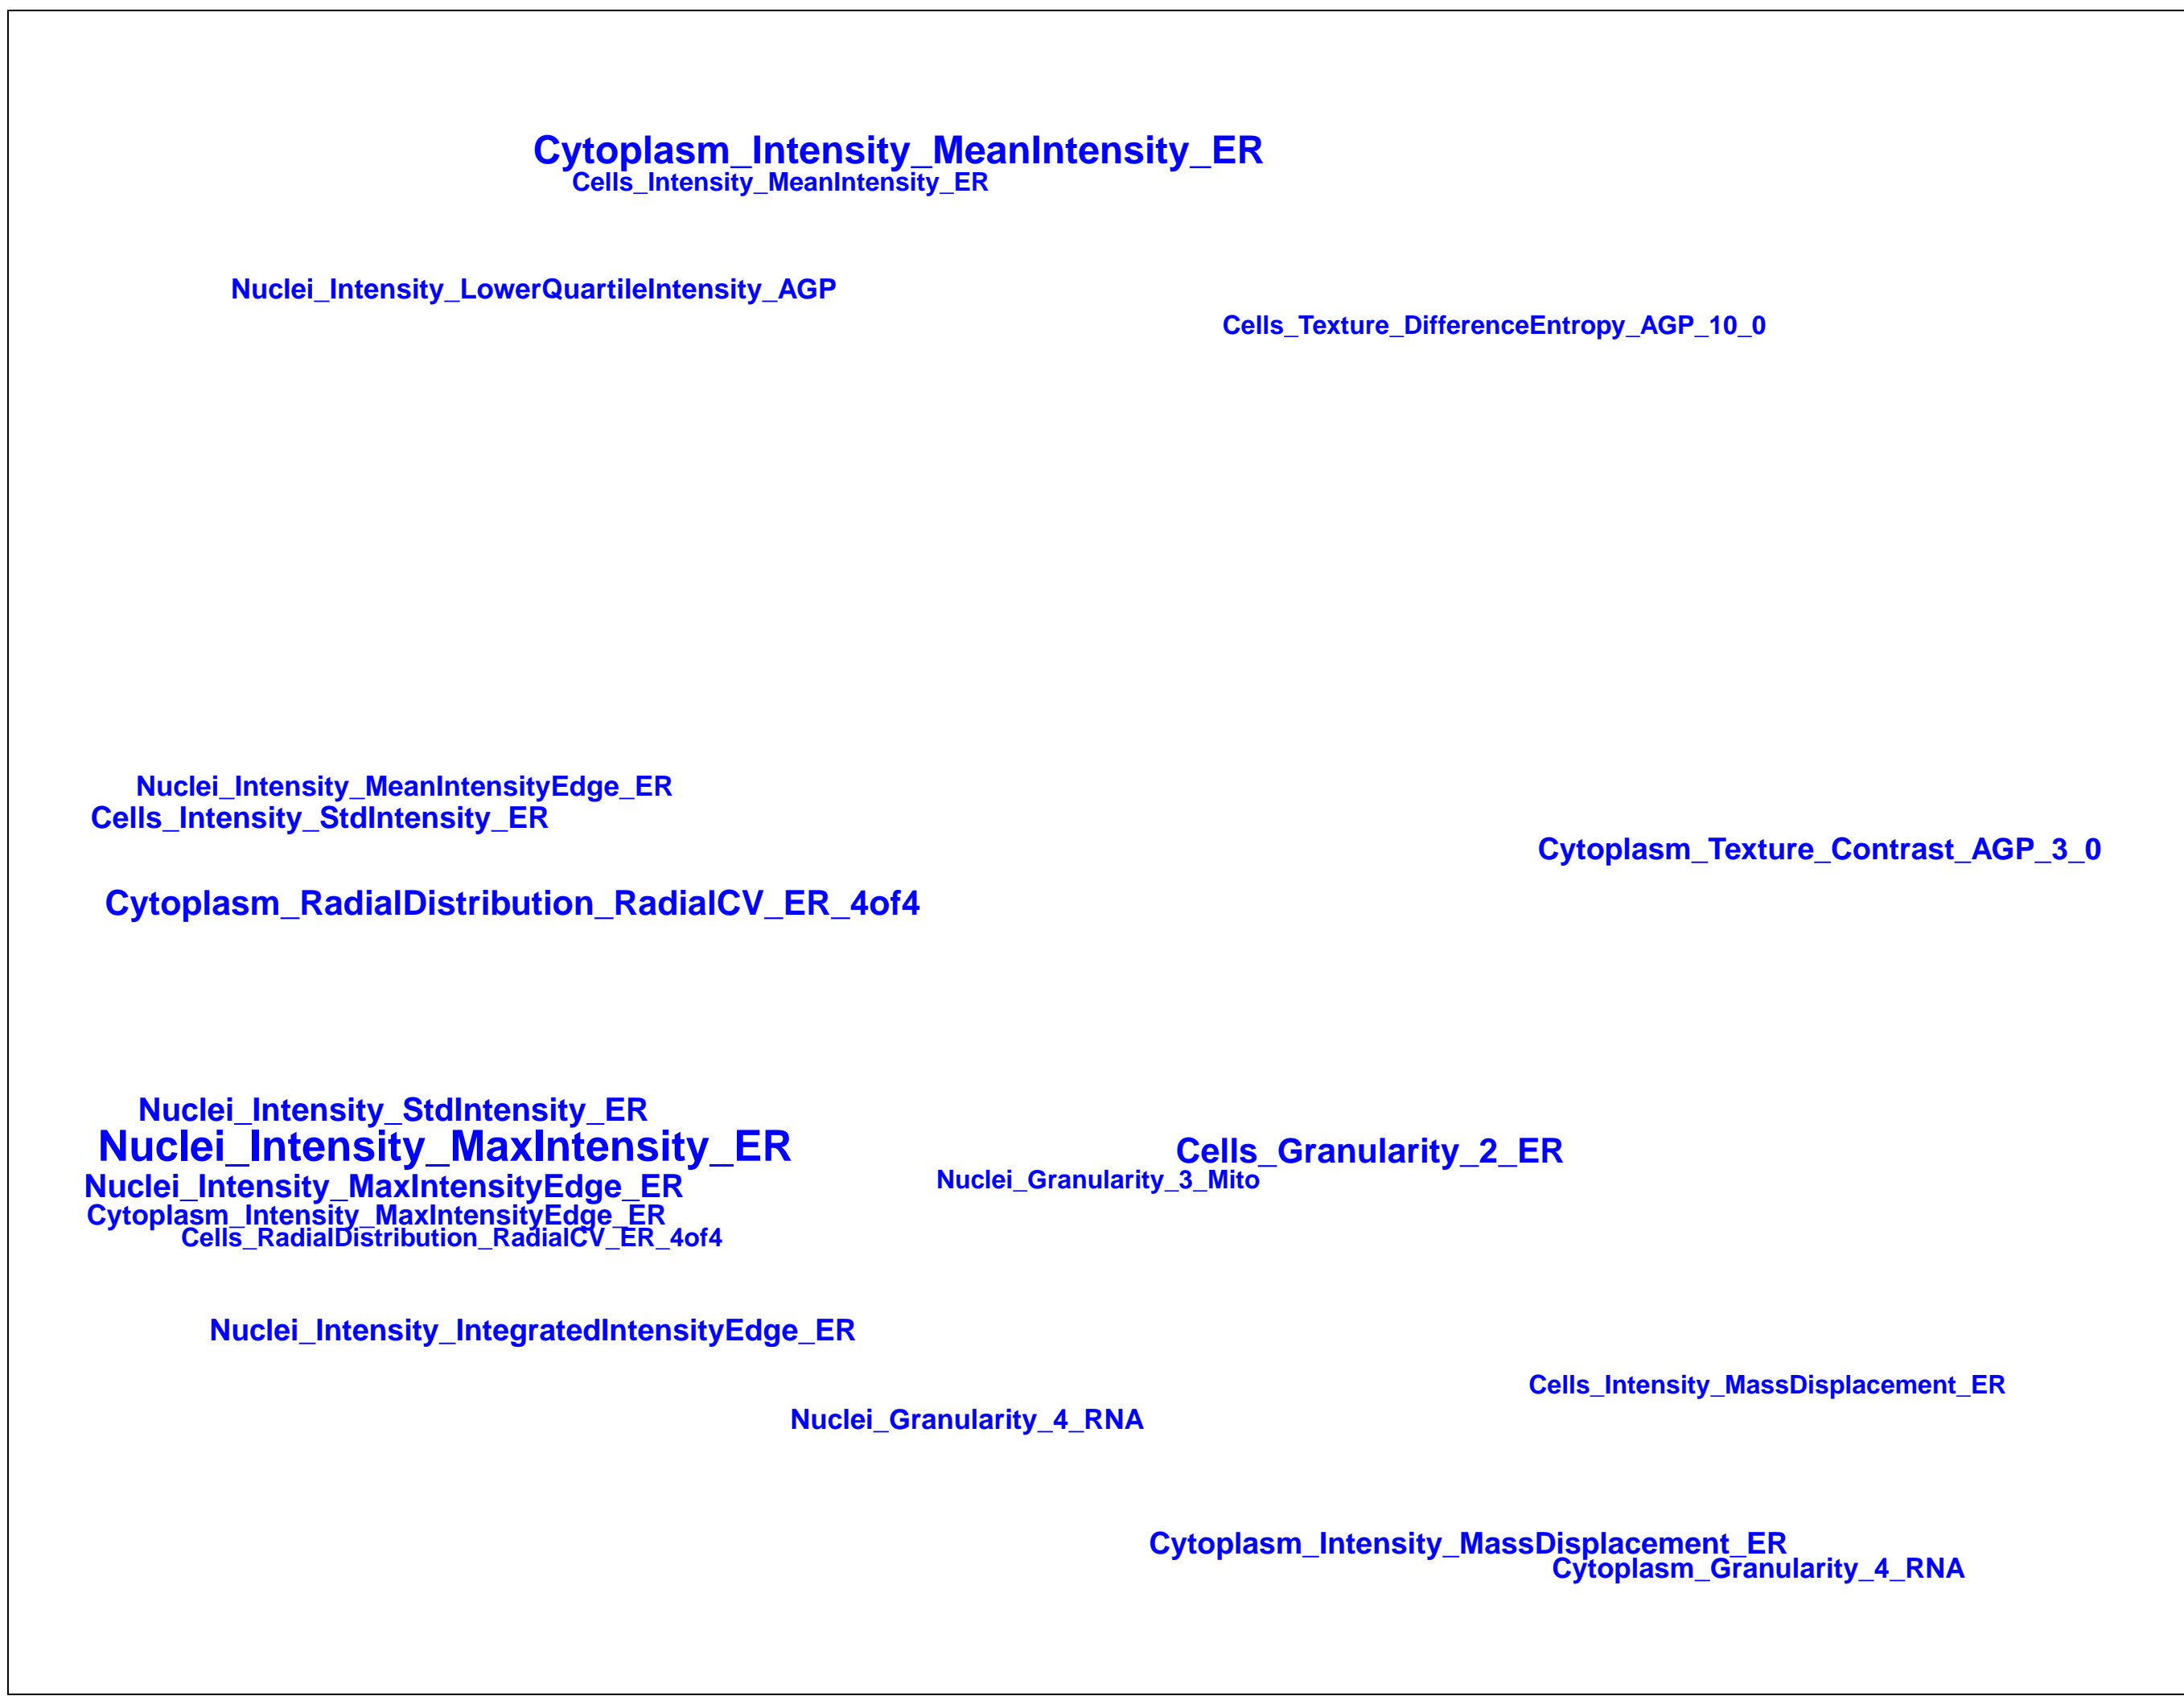 Cytoplasm_Intensity_MeanIntensity_ER
Cells_Intensity_MeanIntensity_ER
Nuclei_Intensity_LowerQuartileIntensity_AGP
Cells_Texture_DifferenceEntropy_AGP_10_0
Nuclei_Intensity_MeanIntensityEdge_ER
Cells_Intensity_StdIntensity_ER
Cytoplasm_Texture_Contrast_AGP_3_0
Cytoplasm_RadialDistribution_RadialCV_ER_4of4
Nuclei_Intensity_StdIntensity_ER
Nuclei_Intensity_MaxIntensity_ER
Cells_Granularity_2_ER
Nuclei_Granularity_3_Mito
Nuclei_Intensity_MaxIntensityEdge_ER
Cytoplasm_Intensity_MaxIntensityEdge_ER
Cells_RadialDistribution_RadialCV_ER_4of4
Nuclei_Intensity_IntegratedIntensityEdge_ER
Cells_Intensity_MassDisplacement_ER
Nuclei_Granularity_4_RNA
Cytoplasm_Intensity_MassDisplacement_ER
Cytoplasm_Granularity_4_RNA